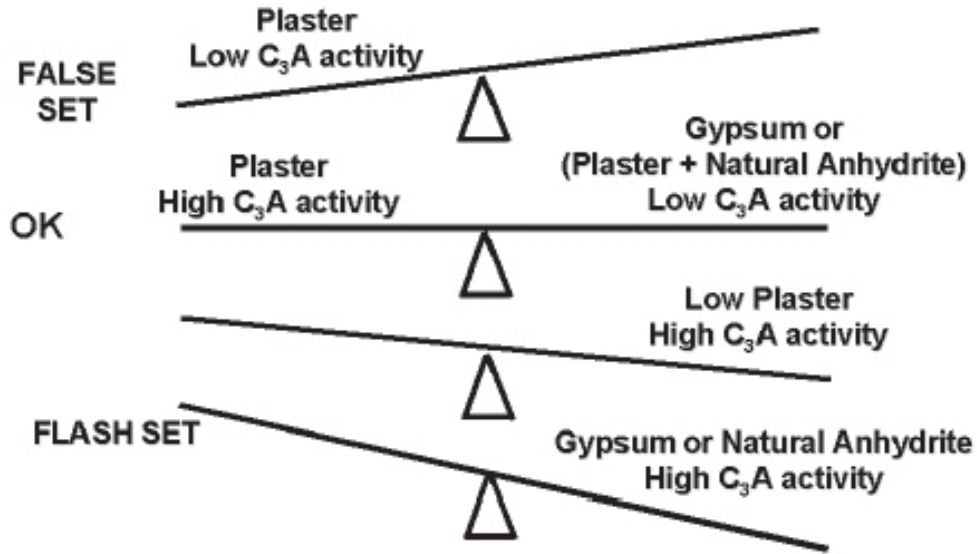 Plaster
Low C₃A activity
FALSE
SET
Gypsum or
(Plaster + Natural Anhydrite)
Low C₃A activity
Plaster
High C₃A activity
OK
Low Plaster
High C₃A activity
FLASH SET
Gypsum or Natural Anhydrite
High C₃A activity